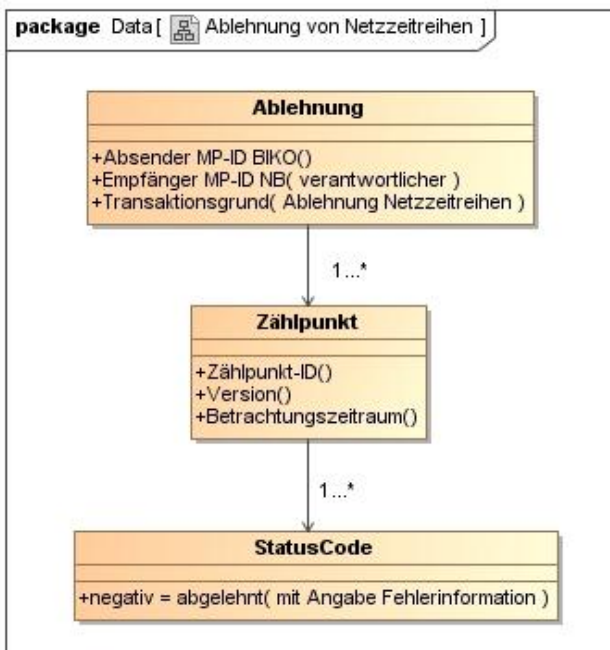 package Data [ Ablehnung von Netzzeitreihen ]
Ablehnung
+Absender MP-ID BIKO()
+Empfänger MP-ID NB( verantwortlicher )
+Transaktionsgrund( Ablehnung Netzzeitreihen )
1...*
Zählpunkt
+Zählpunkt-ID()
+Version()
+Betrachtungszeitraum()
1...*
StatusCode
+negativ = abgelehnt( mit Angabe Fehlerinformation )